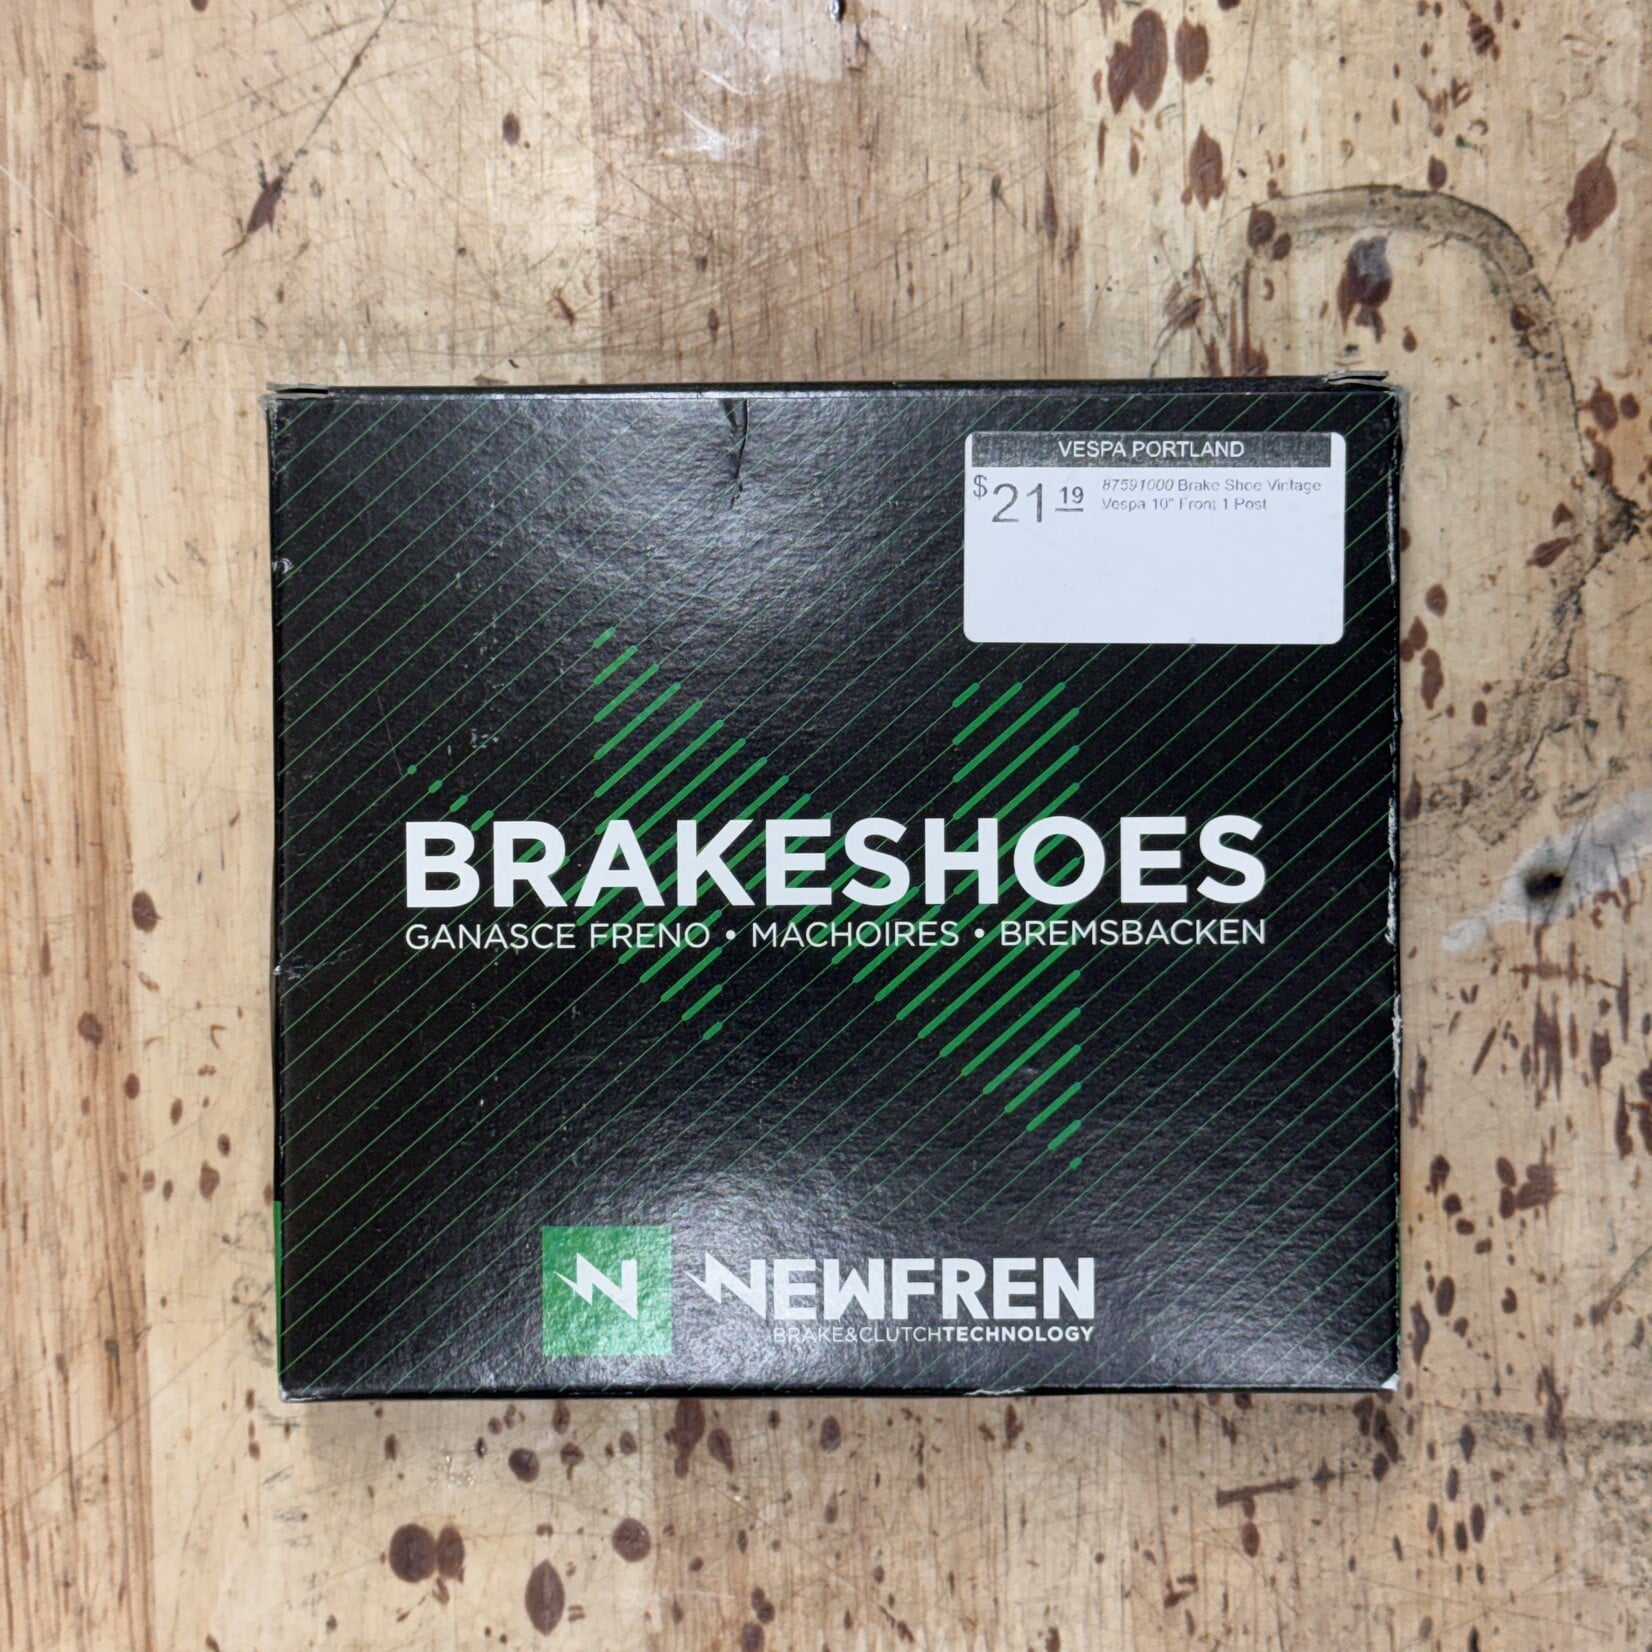 VESPA PORTLAND
$21.19
87591000 Brake Shoe Vintage
Vespa 10" Front 1 Post
BRAKESHOES
GANASCE FRENO • MACHOIRES • BREMSBACKEN
N NEWFREN
BRAKE&CLUTCHTECHNOLOGY